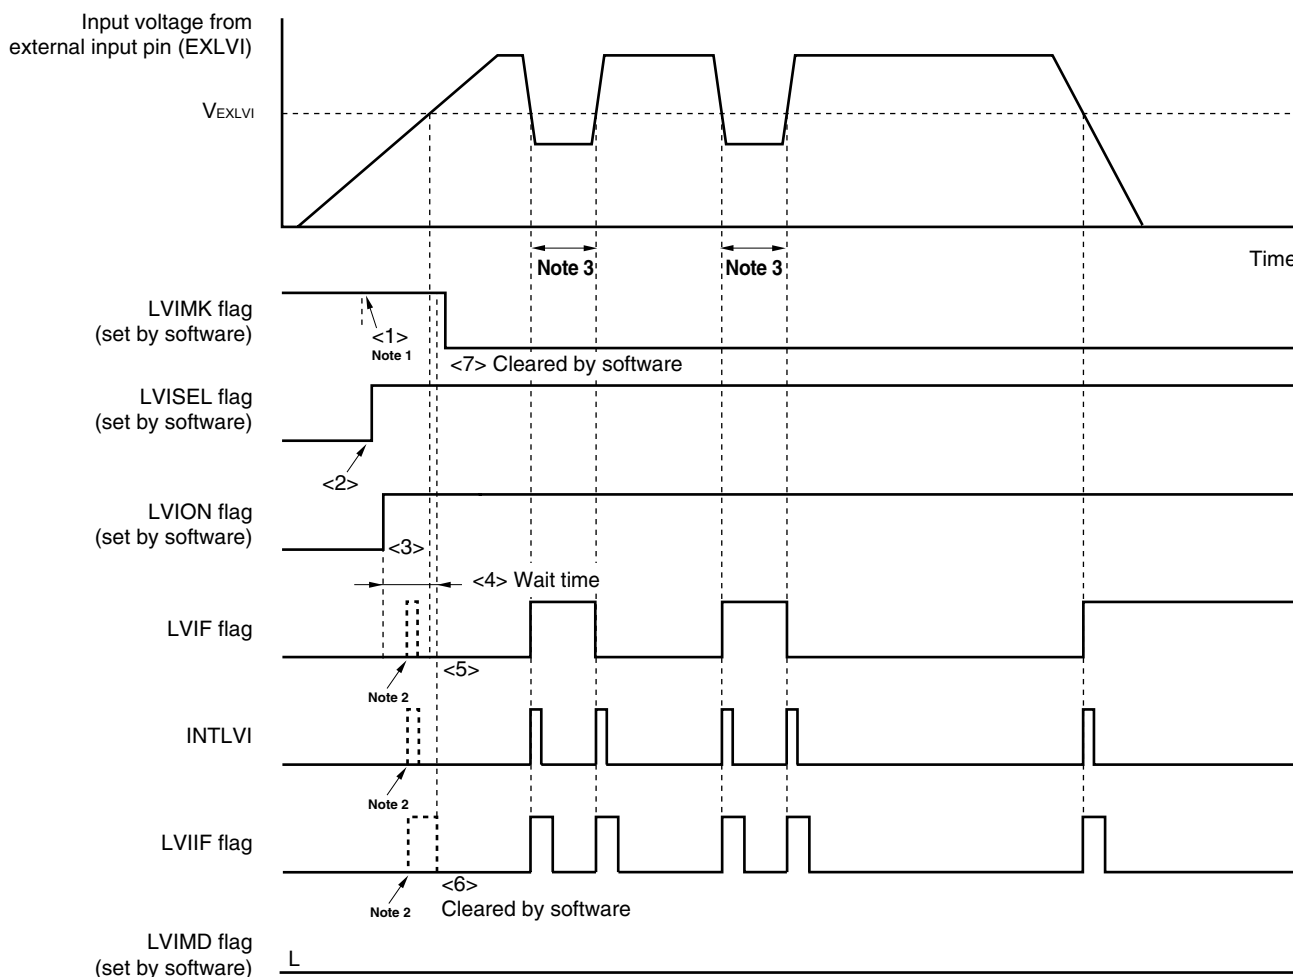 Input voltage from
external input pin (EXLVI)
VEXLVI
Time
Note 3
Note 3
LVIMK flag
(set by software)
<1>
Note 1
<7> Cleared by software
LVISEL flag
(set by software)
<2>
LVION flag
(set by software)
<3>
<4> Wait time
LVIF flag
<5>
Note 2
INTLVI
Note 2
LVIIF flag
<6>
Cleared by software
Note 2
LVIMD flag
(set by software)
L